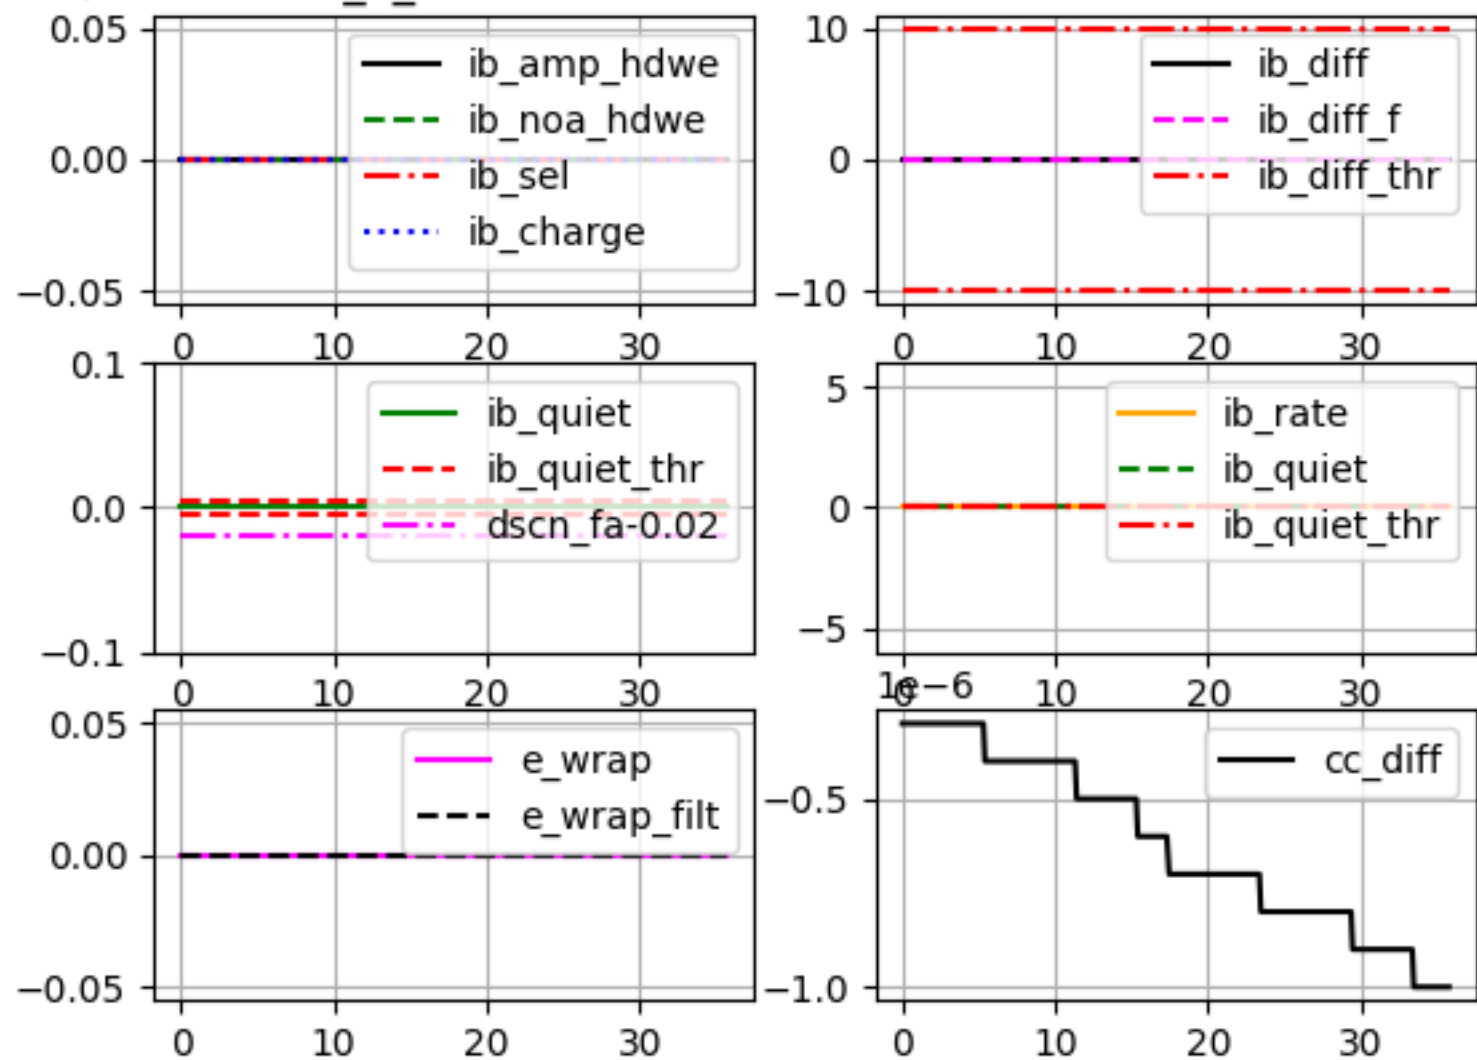 0.05
0.00
−0.05
ib_amp_hdwe
ib_noa_hdwe
ib_sel
ib_charge
0 10 20 30
10
0
−10
ib_diff
ib_diff_f
ib_diff_thr
0 10 20 30
0.1
0.0
−0.1
ib_quiet
ib_quiet_thr
dscn_fa-0.02
0 10 20 30
5
0
−5
ib_rate
ib_quiet
ib_quiet_thr
0 10 20 30
0.05
0.00
−0.05
e_wrap
e_wrap_filt
0 10 20 30
1e−6
−0.5
−1.0
cc_diff
0 10 20 30